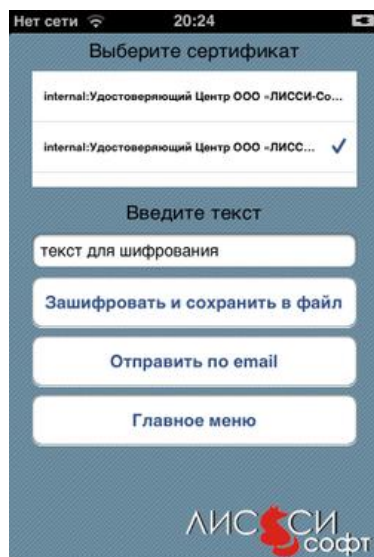 Нет сети 20:24
Выберите сертификат
internal:Удостоверяющий Центр ООО «ЛИССИ-Со...
internal:Удостоверяющий Центр ООО «ЛИСС...
Введите текст
текст для шифрования
Зашифровать и сохранить в файл
Отправить по email
Главное меню
ЛИССИ
софт